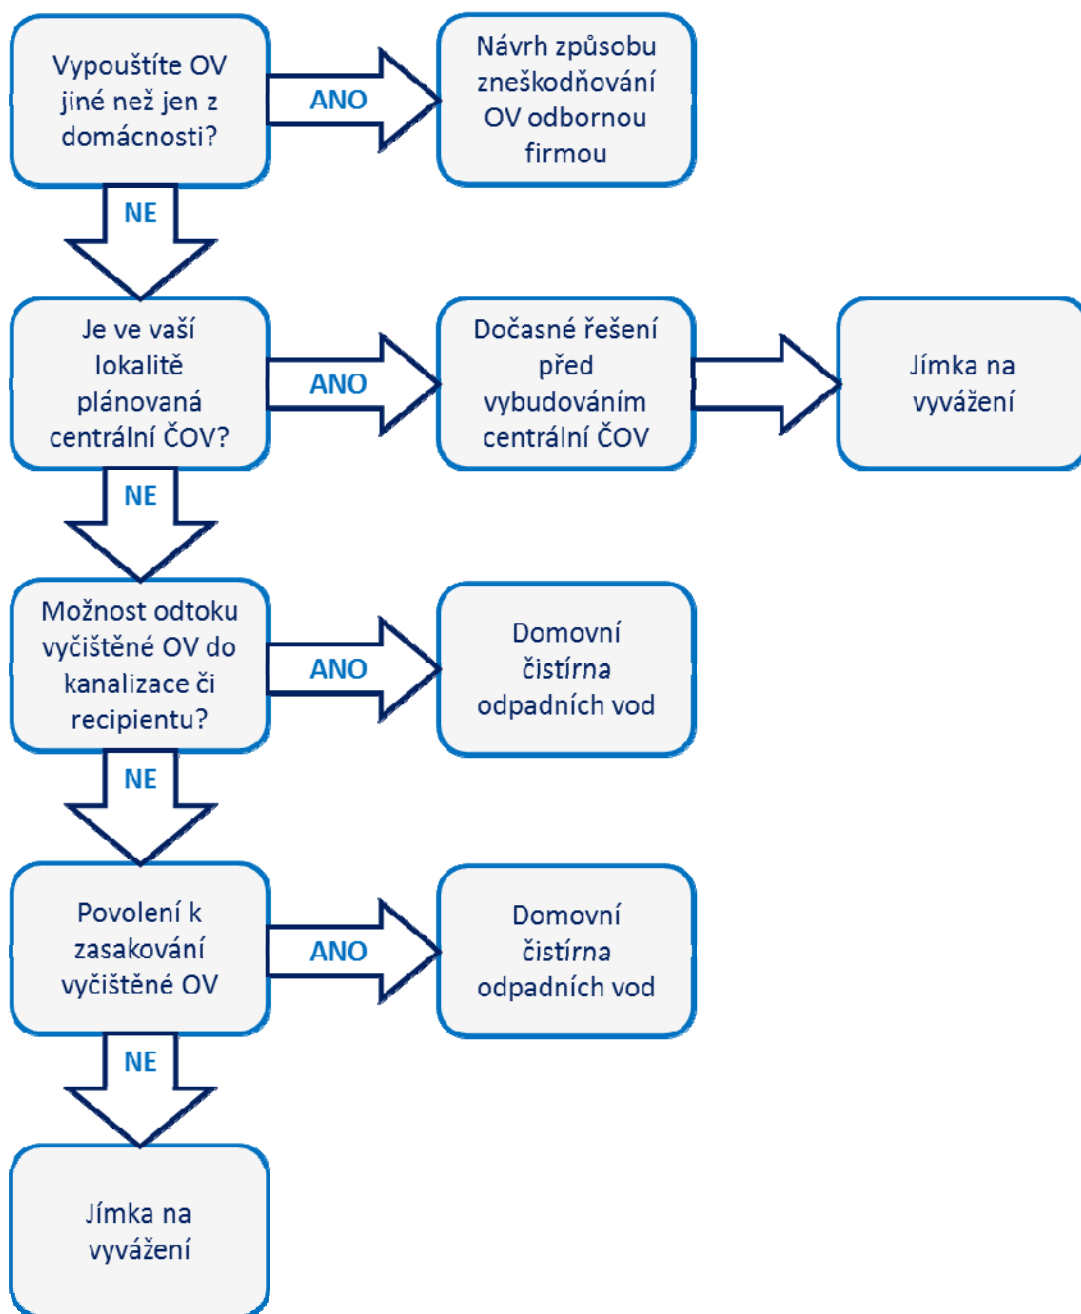 Vypouštíte OV
jiné než jen z
domácnosti?
ANO
Návrh způsobu
zneškodňování
OV odbornou
firmou
NE
Je ve vaší
lokalitě
plánovaná
centrální ČOV?
ANO
Dočasné řešení
před
vybudováním
centrální ČOV
Jímka na
vyvážení
NE
Možnost odtoku
vyčištěné OV do
kanalizace či
recipientu?
ANO
Domovní
čistírna
odpadních vod
NE
Povolení k
zasakování
vyčištěné OV
ANO
Domovní
čistírna
odpadních vod
NE
Jímka na
vyvážení